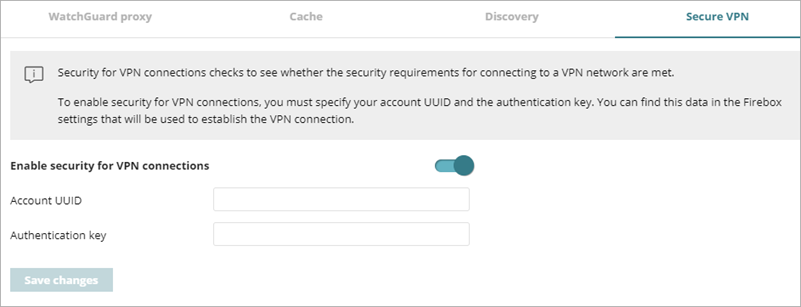 WatchGuard proxy
Cache
Discovery
Secure VPN
Security for VPN connections checks to see whether the security requirements for connecting to a VPN network are met.
To enable security for VPN connections, you must specify your account UUID and the authentication key. You can find this data in the Firebox
settings that will be used to establish the VPN connection.
Enable security for VPN connections
Account UUID
Authentication key
Save changes